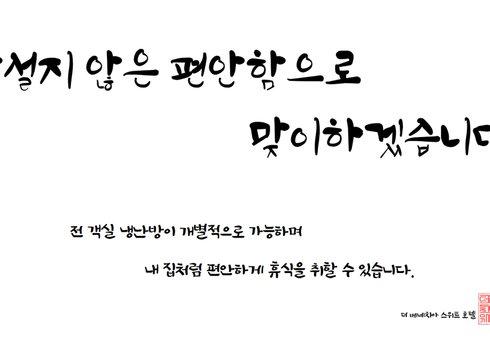 설지 않은 편안함으로
맞이하겠습니다
전 객실 냉난방이 개별적으로 가능하며
내 집처럼 편안하게 휴식을 취할 수 있습니다.
더 베네치아 스위트 호텔